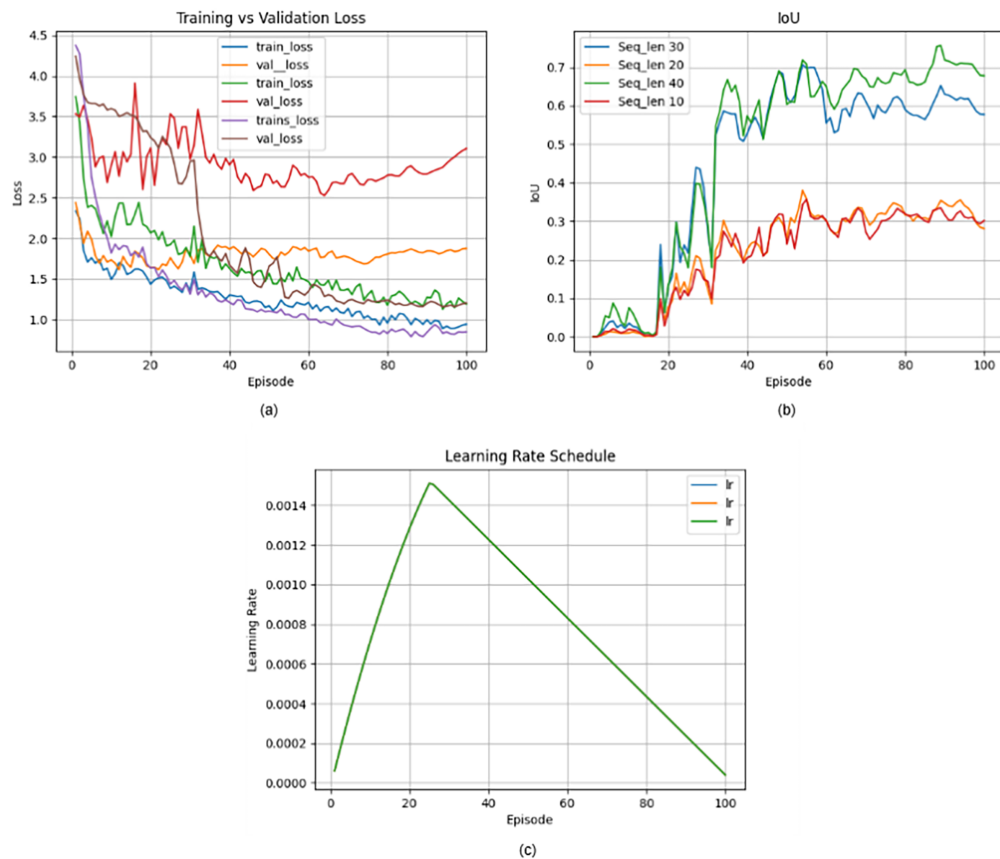 Training vs Validation Loss
4.5
4.0
3.5
3.0
2.5
2.0
1.5
1.0
Loss
train_loss
val__loss
train_loss
val_loss
trains_loss
val_loss
0 20 40 60 80 100
Episode
(a)
IoU
0.7
0.6
0.5
0.4
0.3
0.2
0.1
0.0
IoU
Seq_len 30
Seq_len 20
Seq_len 40
Seq_len 10
0 20 40 60 80 100
Episode
(b)
Learning Rate Schedule
0.0014
0.0012
0.0010
0.0008
0.0006
0.0004
0.0002
0.0000
Learning Rate
lr
lr
lr
0 20 40 60 80 100
Episode
(c)